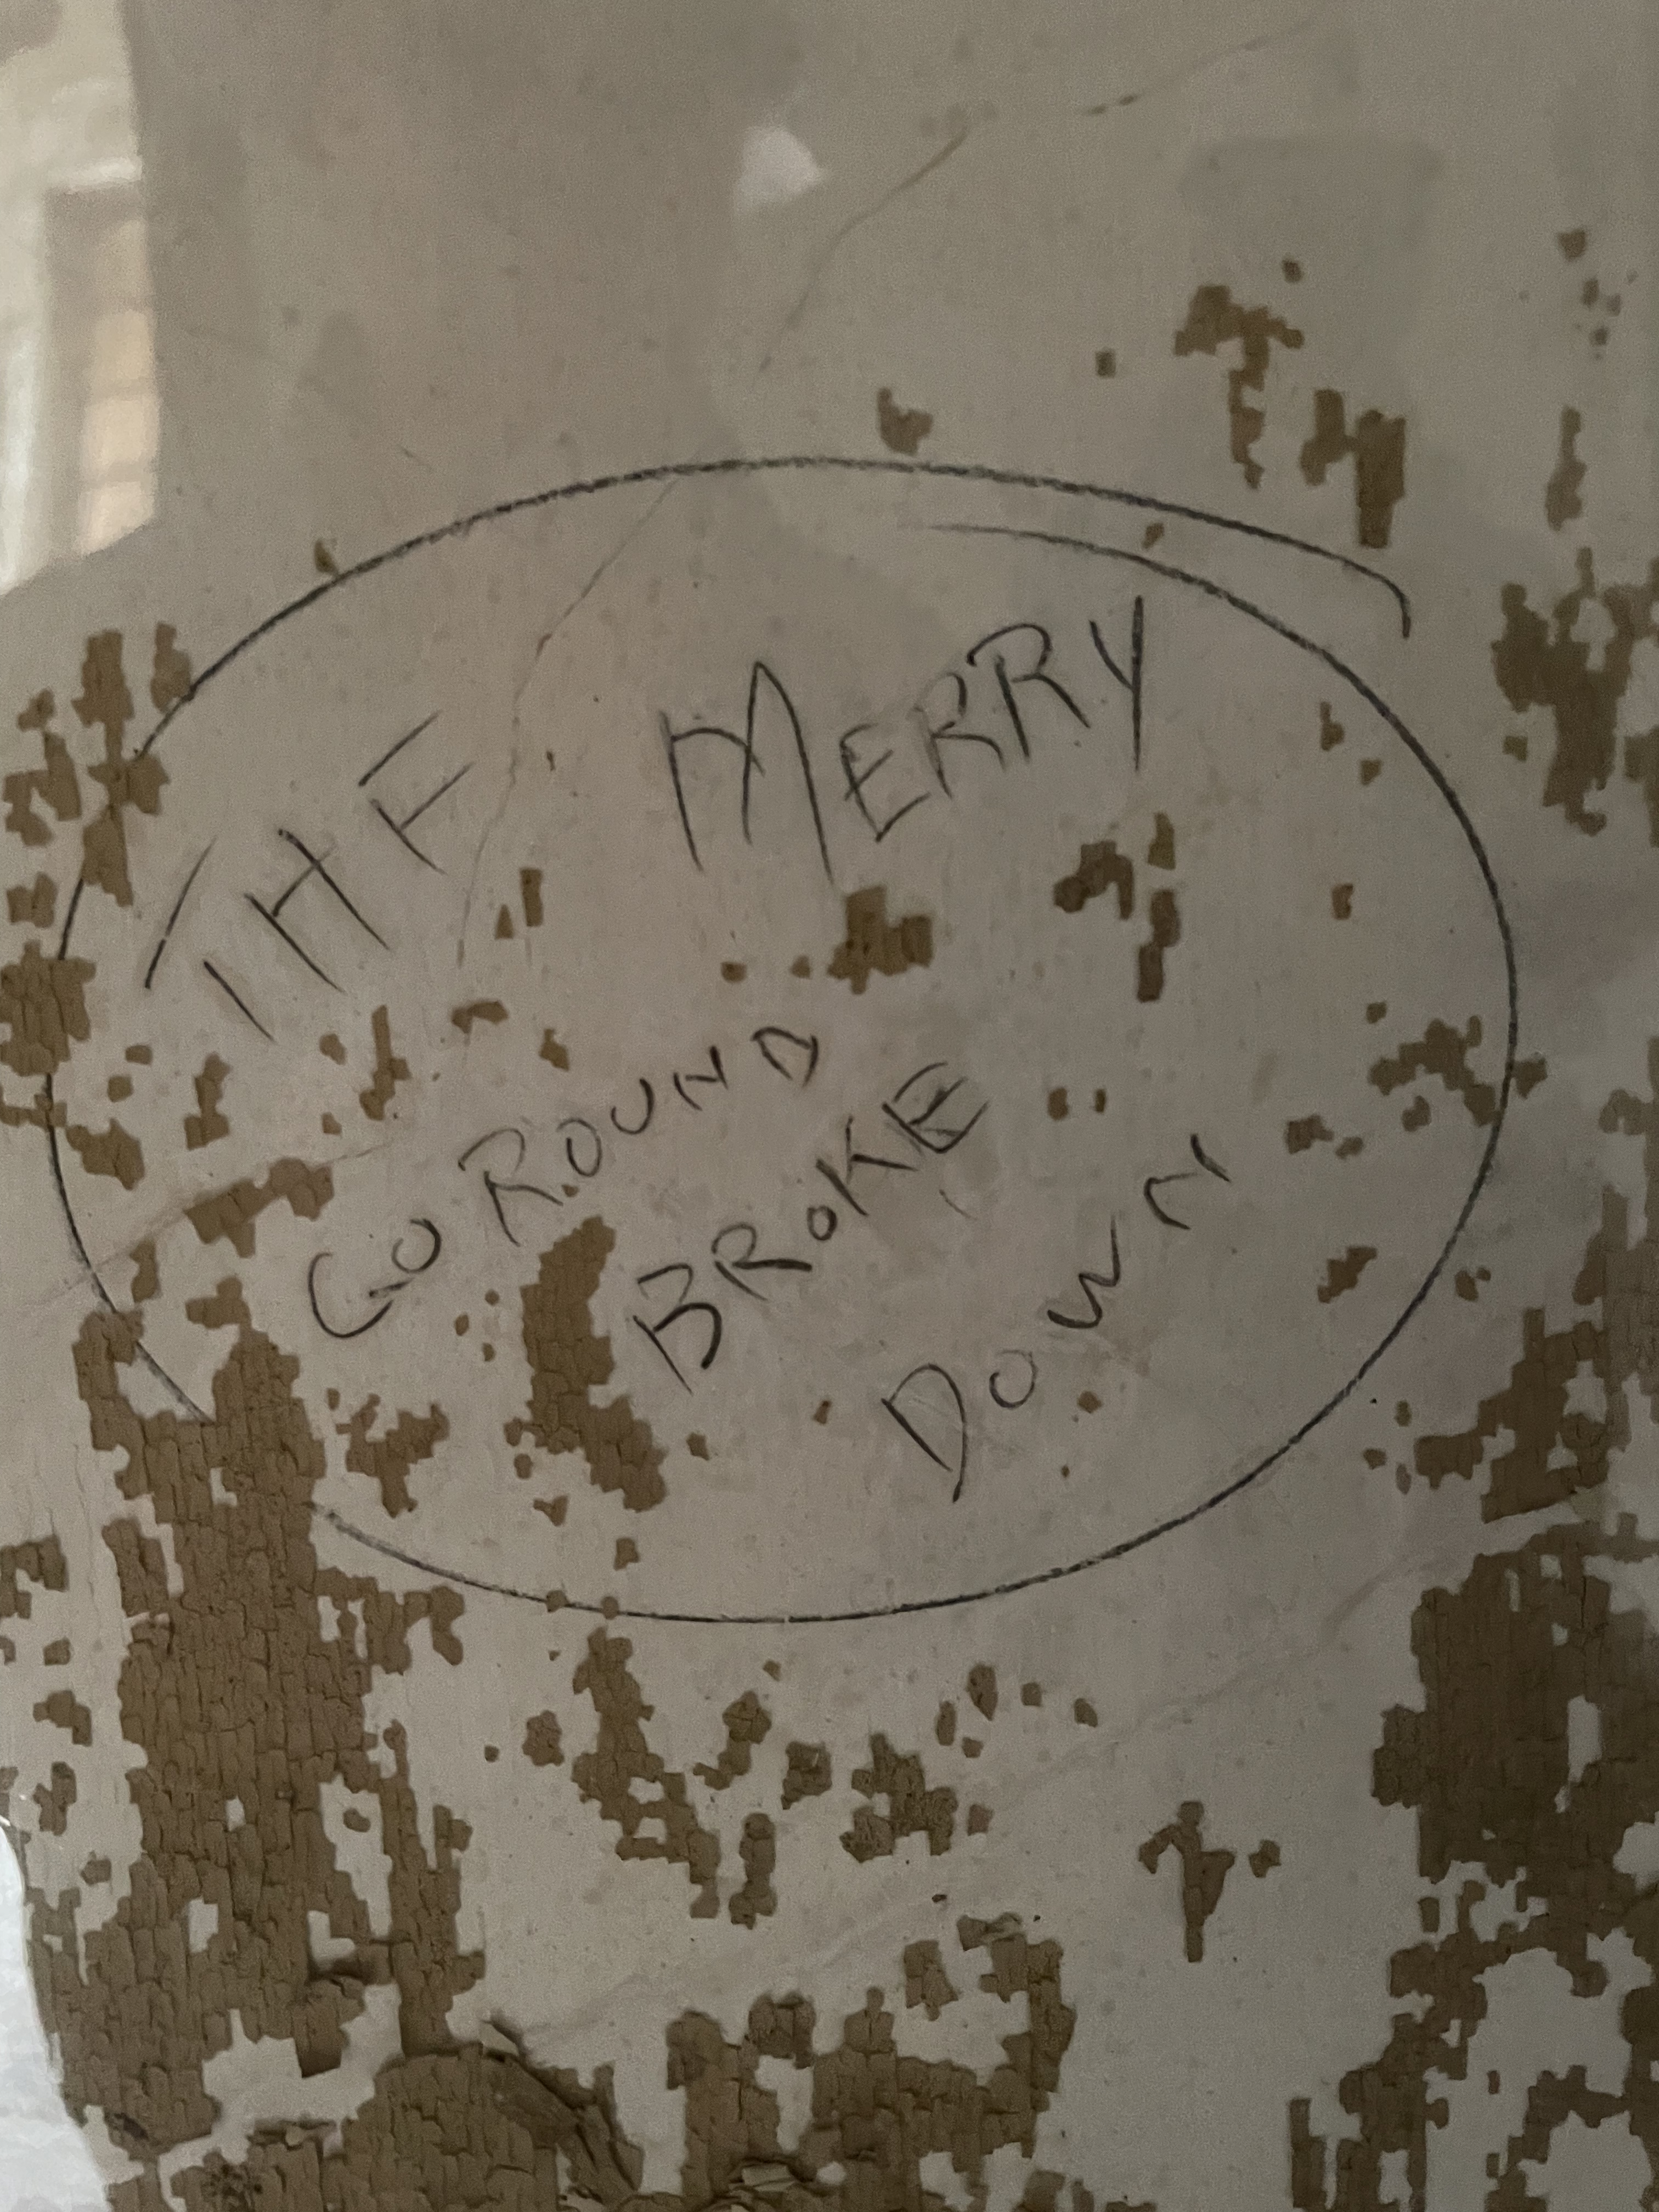 THE MERRY
GO ROUND
BROKE
DOWN